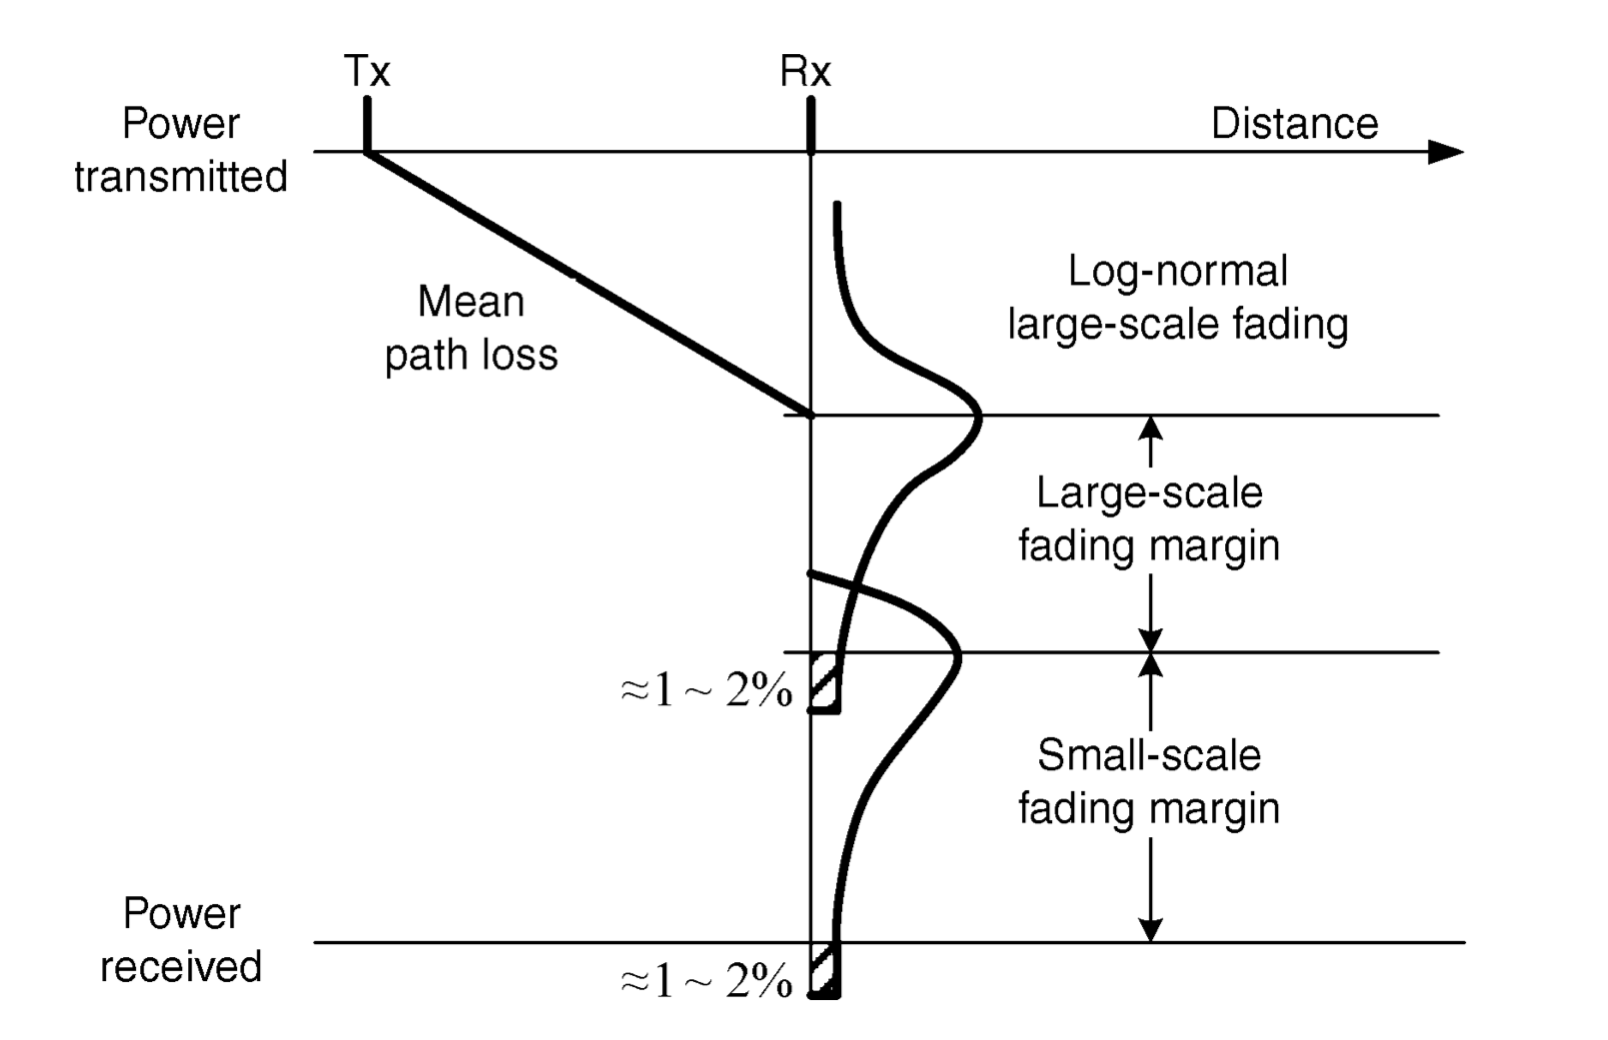 Tx
Rx
Power
transmitted
Distance
Mean
path loss
Log-normal
large-scale fading
Large-scale
fading margin
≈1 ~ 2%
Small-scale
fading margin
Power
received
≈1 ~ 2%